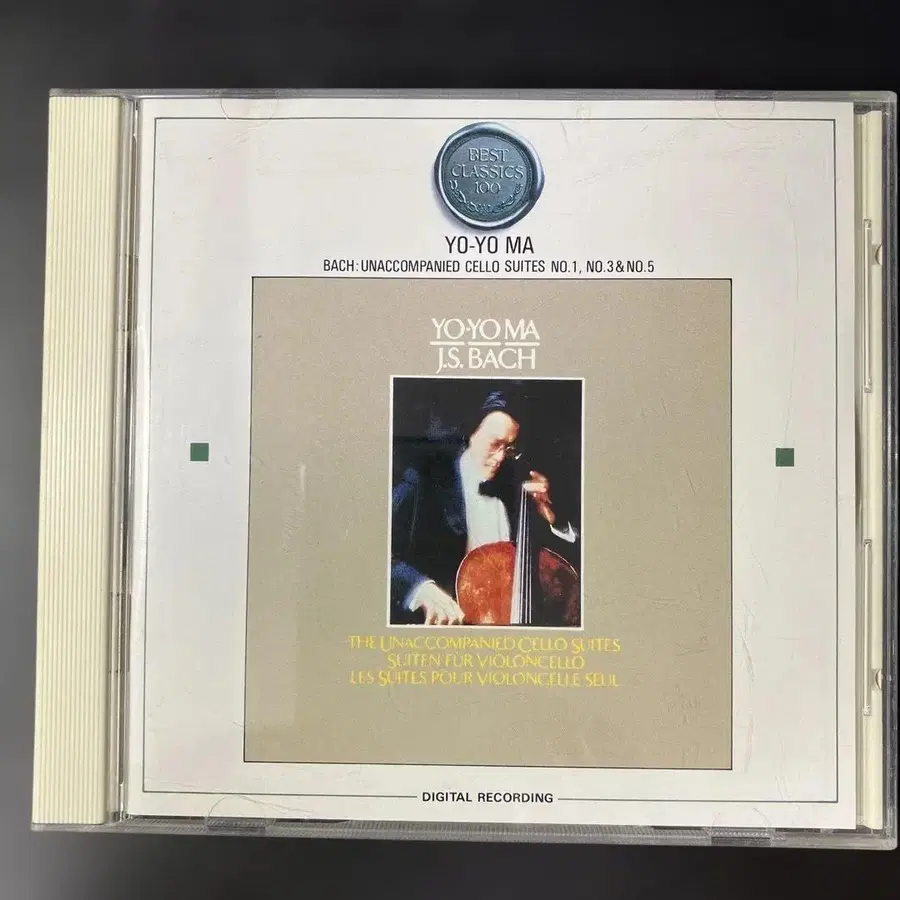 BEST
CLASSICS
100
YO-YO MA
BACH: UNACCOMPANIED CELLO SUITES NO.1, NO.3 & NO.5
YO-YO MA
J.S. BACH
THE UNACCOMPANIED CELLO SUITES
SUITEN FÜR VIOLONCELLO
LES SUITES POUR VIOLONCELLE SEUL
DIGITAL RECORDING